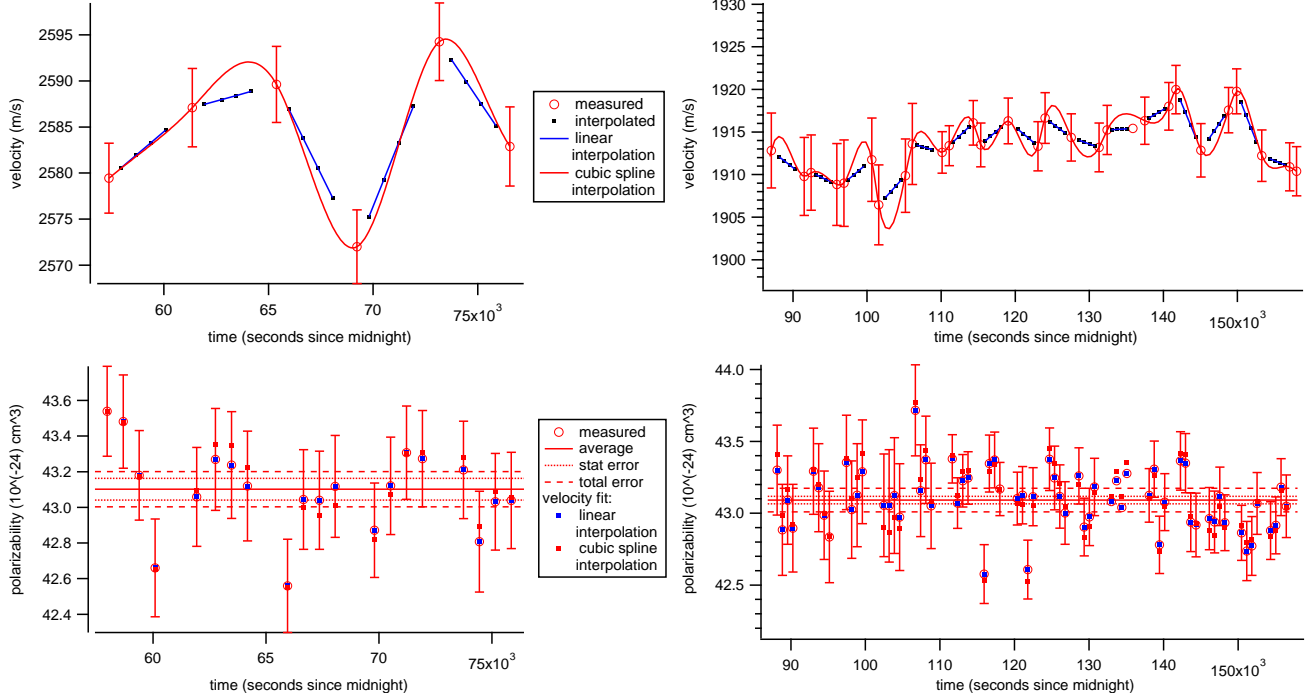 2595
2590
2585
2580
2575
2570
velocity (m/s)
60
65
70
75x10^3
time (seconds since midnight)
measured
interpolated
linear
interpolation
cubic spline
interpolation
1930
1925
1920
1915
1910
1905
1900
velocity (m/s)
90
100
110
120
130
140
150x10^3
time (seconds since midnight)
43.6
43.4
43.2
43.0
42.8
42.6
42.4
polarizability (10^(-24) cm^3)
60
65
70
75x10^3
time (seconds since midnight)
measured
average
stat error
total error
velocity fit:
linear
interpolation
cubic spline
interpolation
44.0
43.5
43.0
42.5
polarizability (10^(-24) cm^3)
90
100
110
120
130
140
150x10^3
time (seconds since midnight)